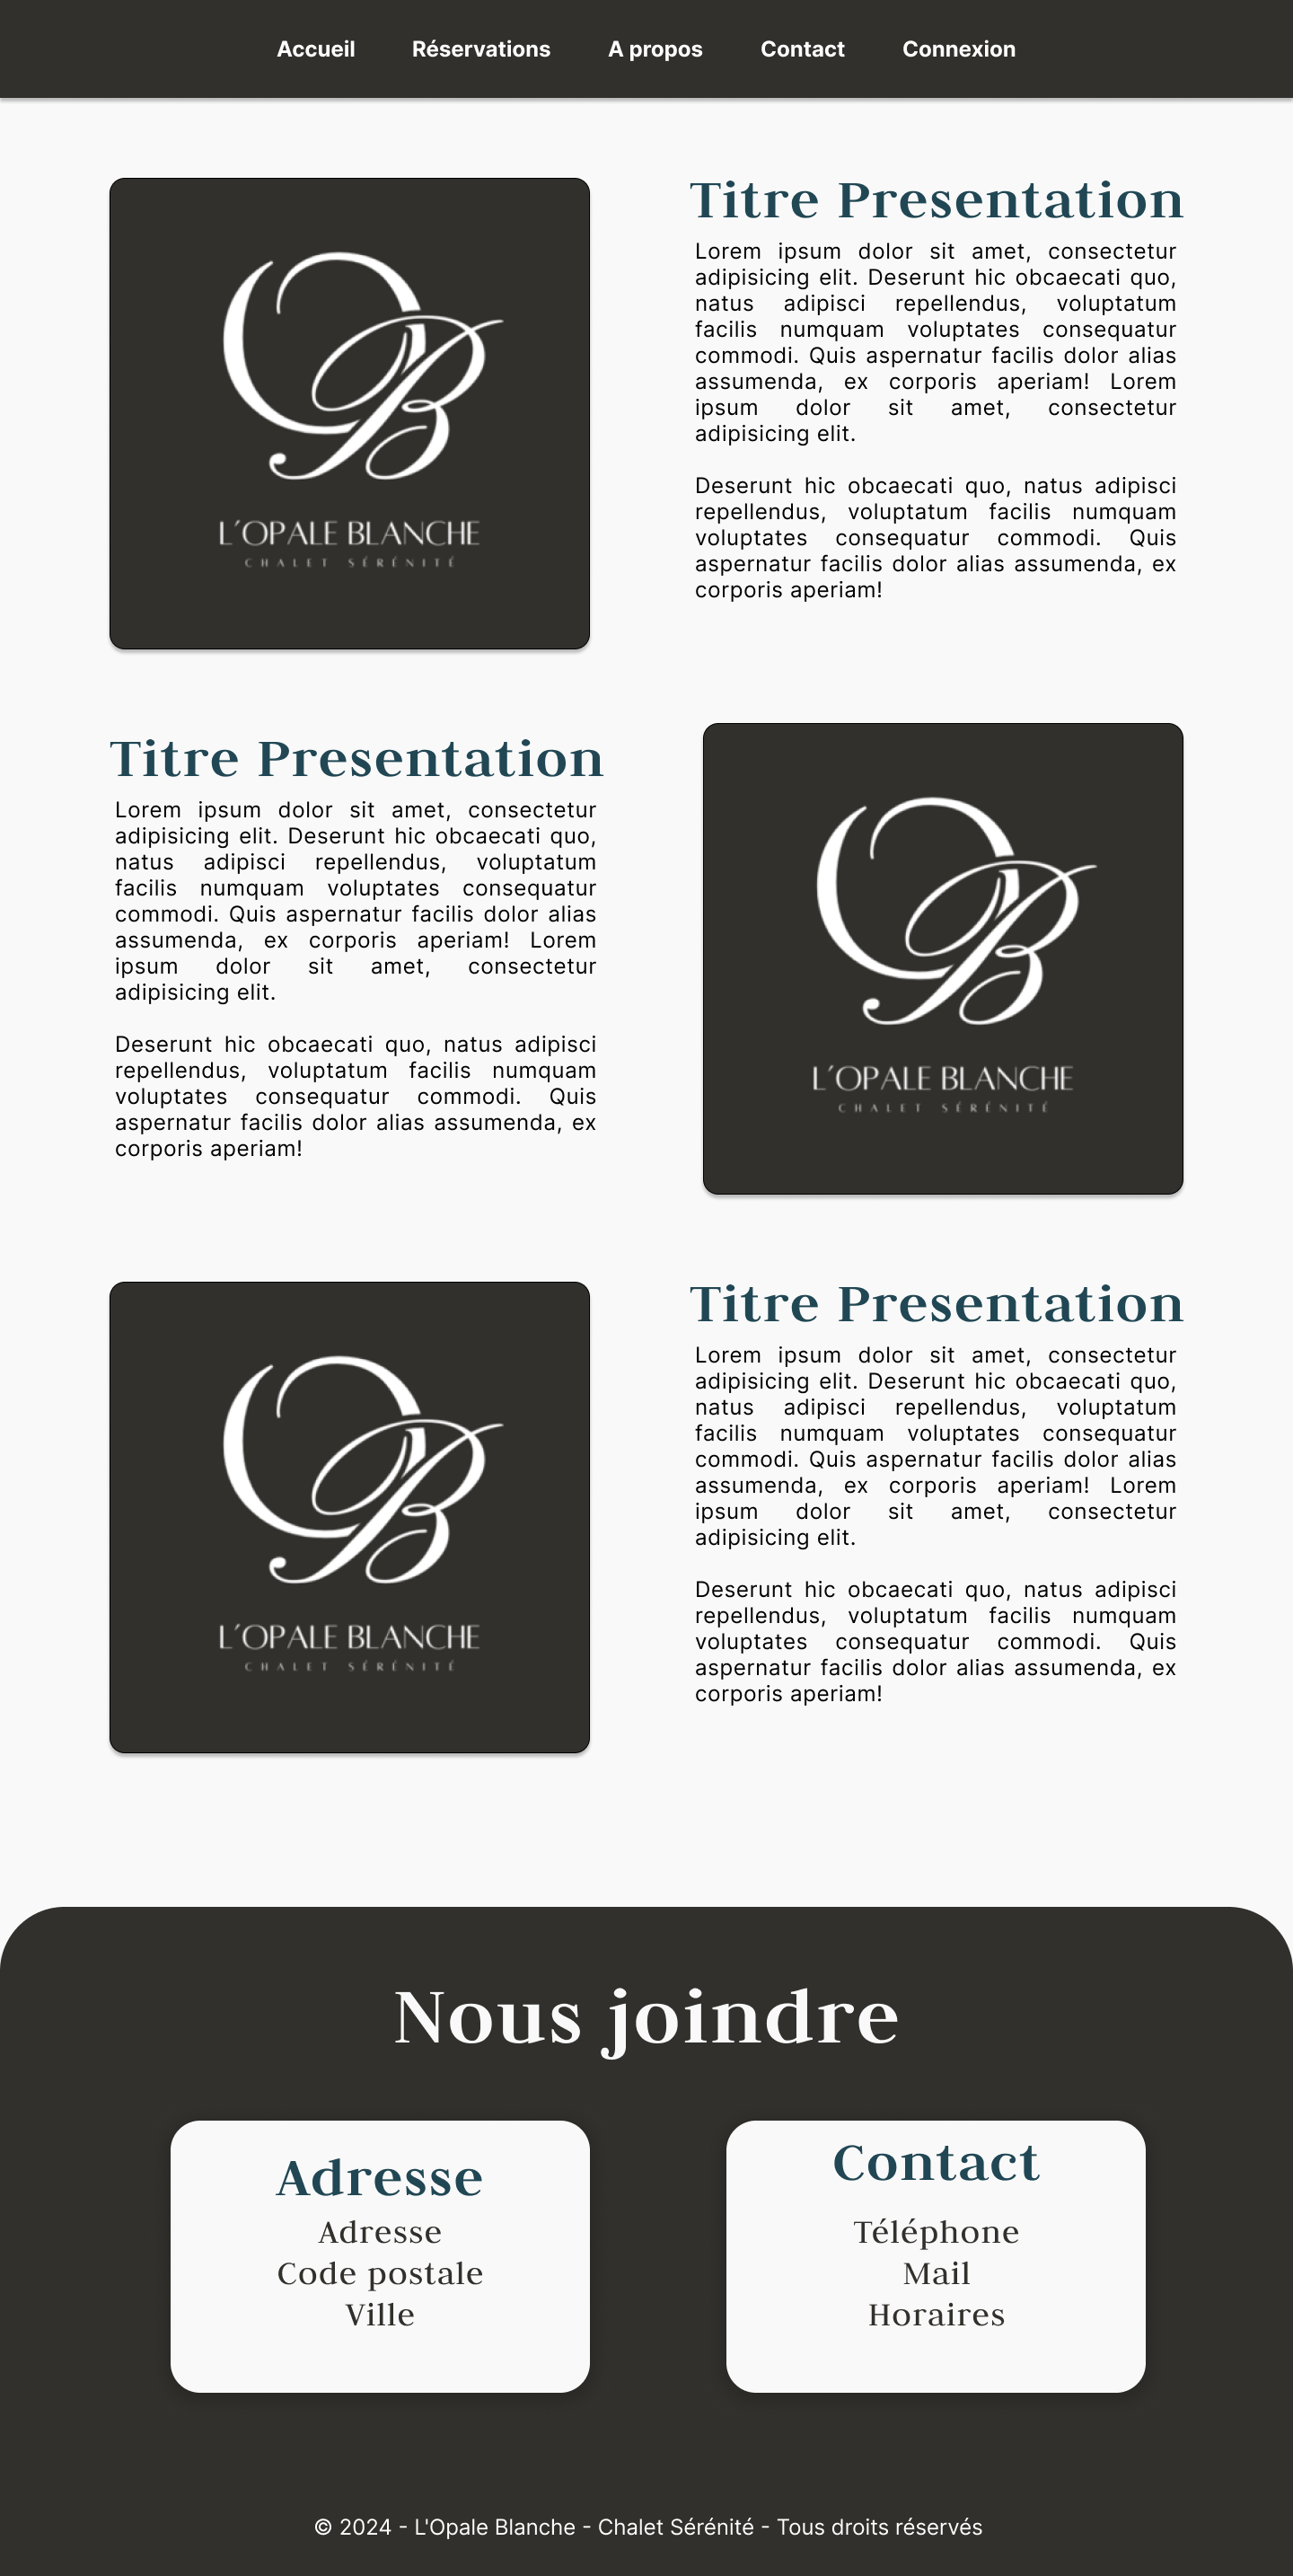 Accueil Réservations A propos Contact Connexion
OB
L'OPALE BLANCHE
CHALET SÉRÉNITÉ
Titre Presentation
Lorem ipsum dolor sit amet, consectetur
adipisicing elit. Deserunt hic obcaecati quo,
natus adipisci repellendus, voluptatum
facilis numquam voluptates consequatur
commodi. Quis aspernatur facilis dolor alias
assumenda, ex corporis aperiam! Lorem
ipsum dolor sit amet, consectetur
adipisicing elit.
Deserunt hic obcaecati quo, natus adipisci
repellendus, voluptatum facilis numquam
voluptates consequatur commodi. Quis
aspernatur facilis dolor alias assumenda, ex
corporis aperiam!
Titre Presentation
Lorem ipsum dolor sit amet, consectetur
adipisicing elit. Deserunt hic obcaecati quo,
natus adipisci repellendus, voluptatum
facilis numquam voluptates consequatur
commodi. Quis aspernatur facilis dolor alias
assumenda, ex corporis aperiam! Lorem
ipsum dolor sit amet, consectetur
adipisicing elit.
Deserunt hic obcaecati quo, natus adipisci
repellendus, voluptatum facilis numquam
voluptates consequatur commodi. Quis
aspernatur facilis dolor alias assumenda, ex
corporis aperiam!
OB
L'OPALE BLANCHE
CHALET SÉRÉNITÉ
OB
L'OPALE BLANCHE
CHALET SÉRÉNITÉ
Titre Presentation
Lorem ipsum dolor sit amet, consectetur
adipisicing elit. Deserunt hic obcaecati quo,
natus adipisci repellendus, voluptatum
facilis numquam voluptates consequatur
commodi. Quis aspernatur facilis dolor alias
assumenda, ex corporis aperiam! Lorem
ipsum dolor sit amet, consectetur
adipisicing elit.
Deserunt hic obcaecati quo, natus adipisci
repellendus, voluptatum facilis numquam
voluptates consequatur commodi. Quis
aspernatur facilis dolor alias assumenda, ex
corporis aperiam!
Nous joindre
Adresse
Adresse
Code postale
Ville
Contact
Téléphone
Mail
Horaires
© 2024 - L'Opale Blanche - Chalet Sérénité - Tous droits réservés